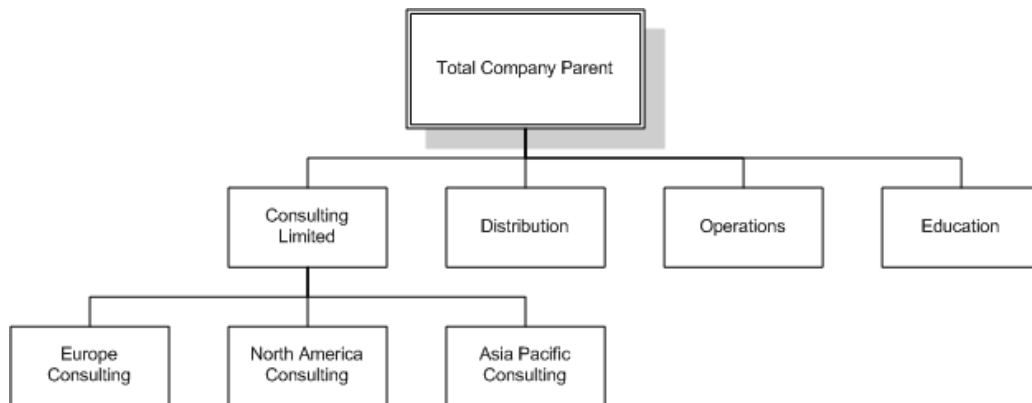 Total Company Parent
Consulting
Limited
Distribution
Operations
Education
Europe
Consulting
North America
Consulting
Asia Pacific
Consulting